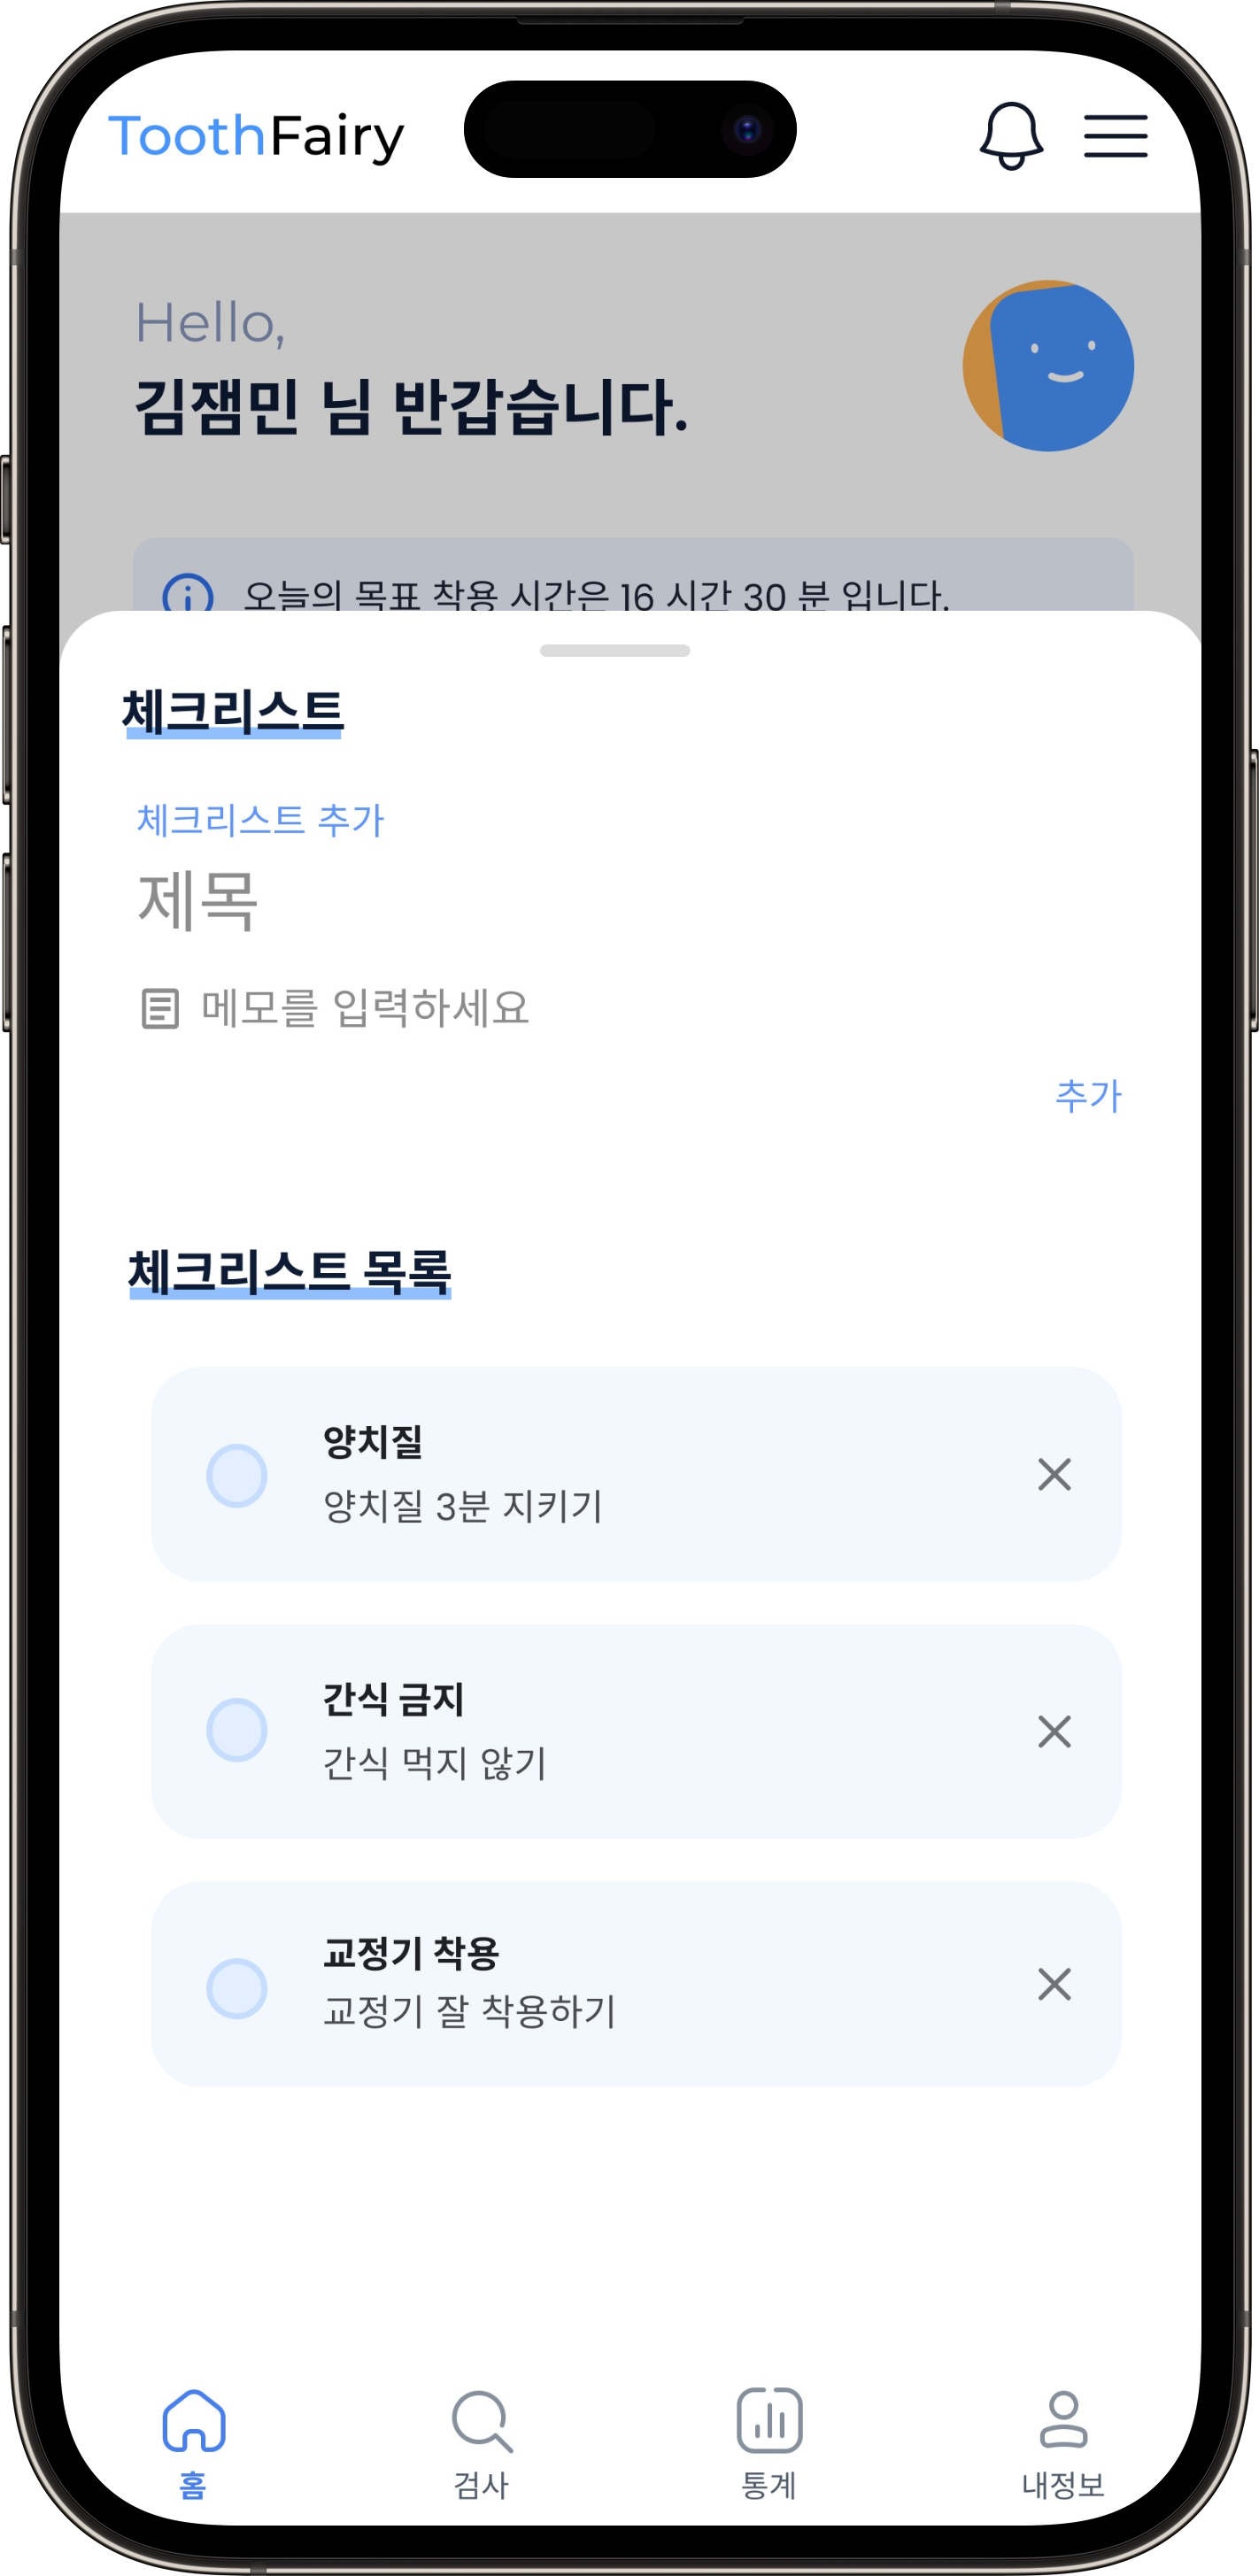 ToothFairy
Hello,
김잼민 님 반갑습니다.
오늘의 목표 착용 시간은 16 시간 30 분 입니다.
체크리스트
체크리스트 추가
제목
메모를 입력하세요
추가
체크리스트 목록
양치질
양치질 3분 지키기
간식 금지
간식 먹지 않기
교정기 착용
교정기 잘 착용하기
홈
검사
통계
내정보